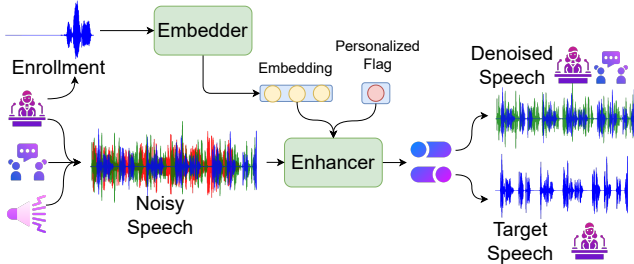 Embedder
Enrollment
Embedding
Personalized
Flag
Denoised
Speech
Enhancer
Noisy
Speech
Target
Speech